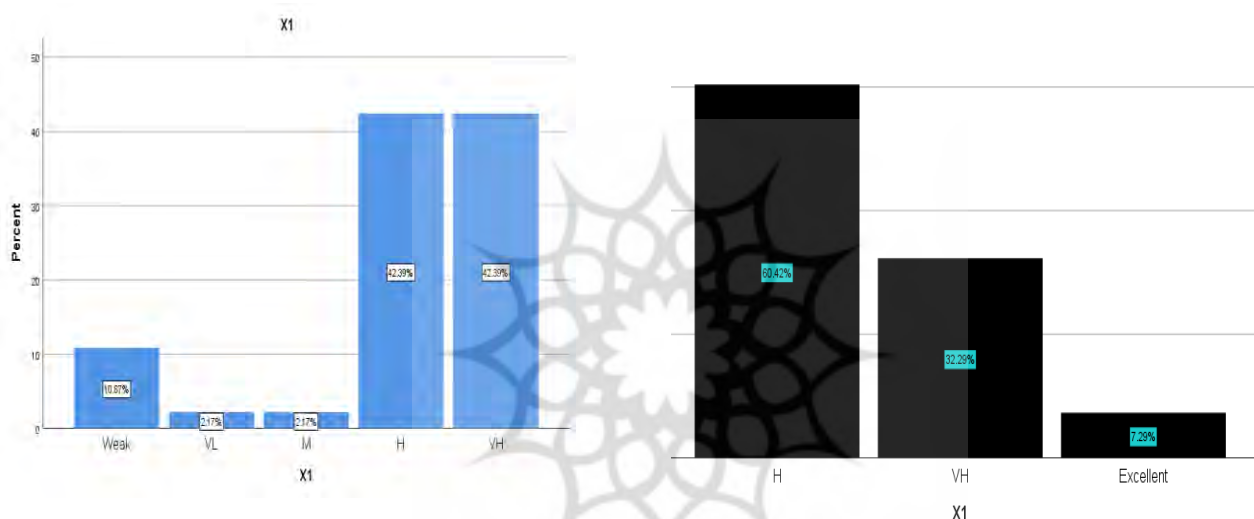 X1
50
40
30
20
10
0
Percent
10.87%
2.17%
2.17%
42.39%
42.39%
Weak VL M H VH
X1
60.42%
32.29%
7.29%
H VH Excellent
X1